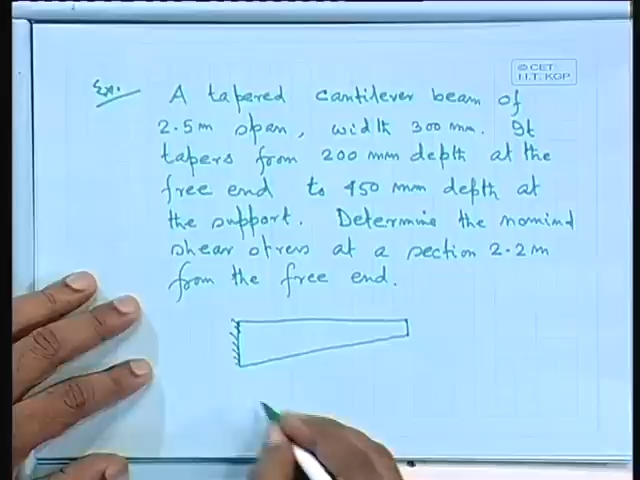 Ex.
A tapered cantilever beam of
2.5m span, width 300 mm. It
tapers from 200 mm depth at the
free end to 450 mm depth at
the support. Determine the nominal
shear stress at a section 2.2m
from the free end.
© CET
I.I.T. KGP